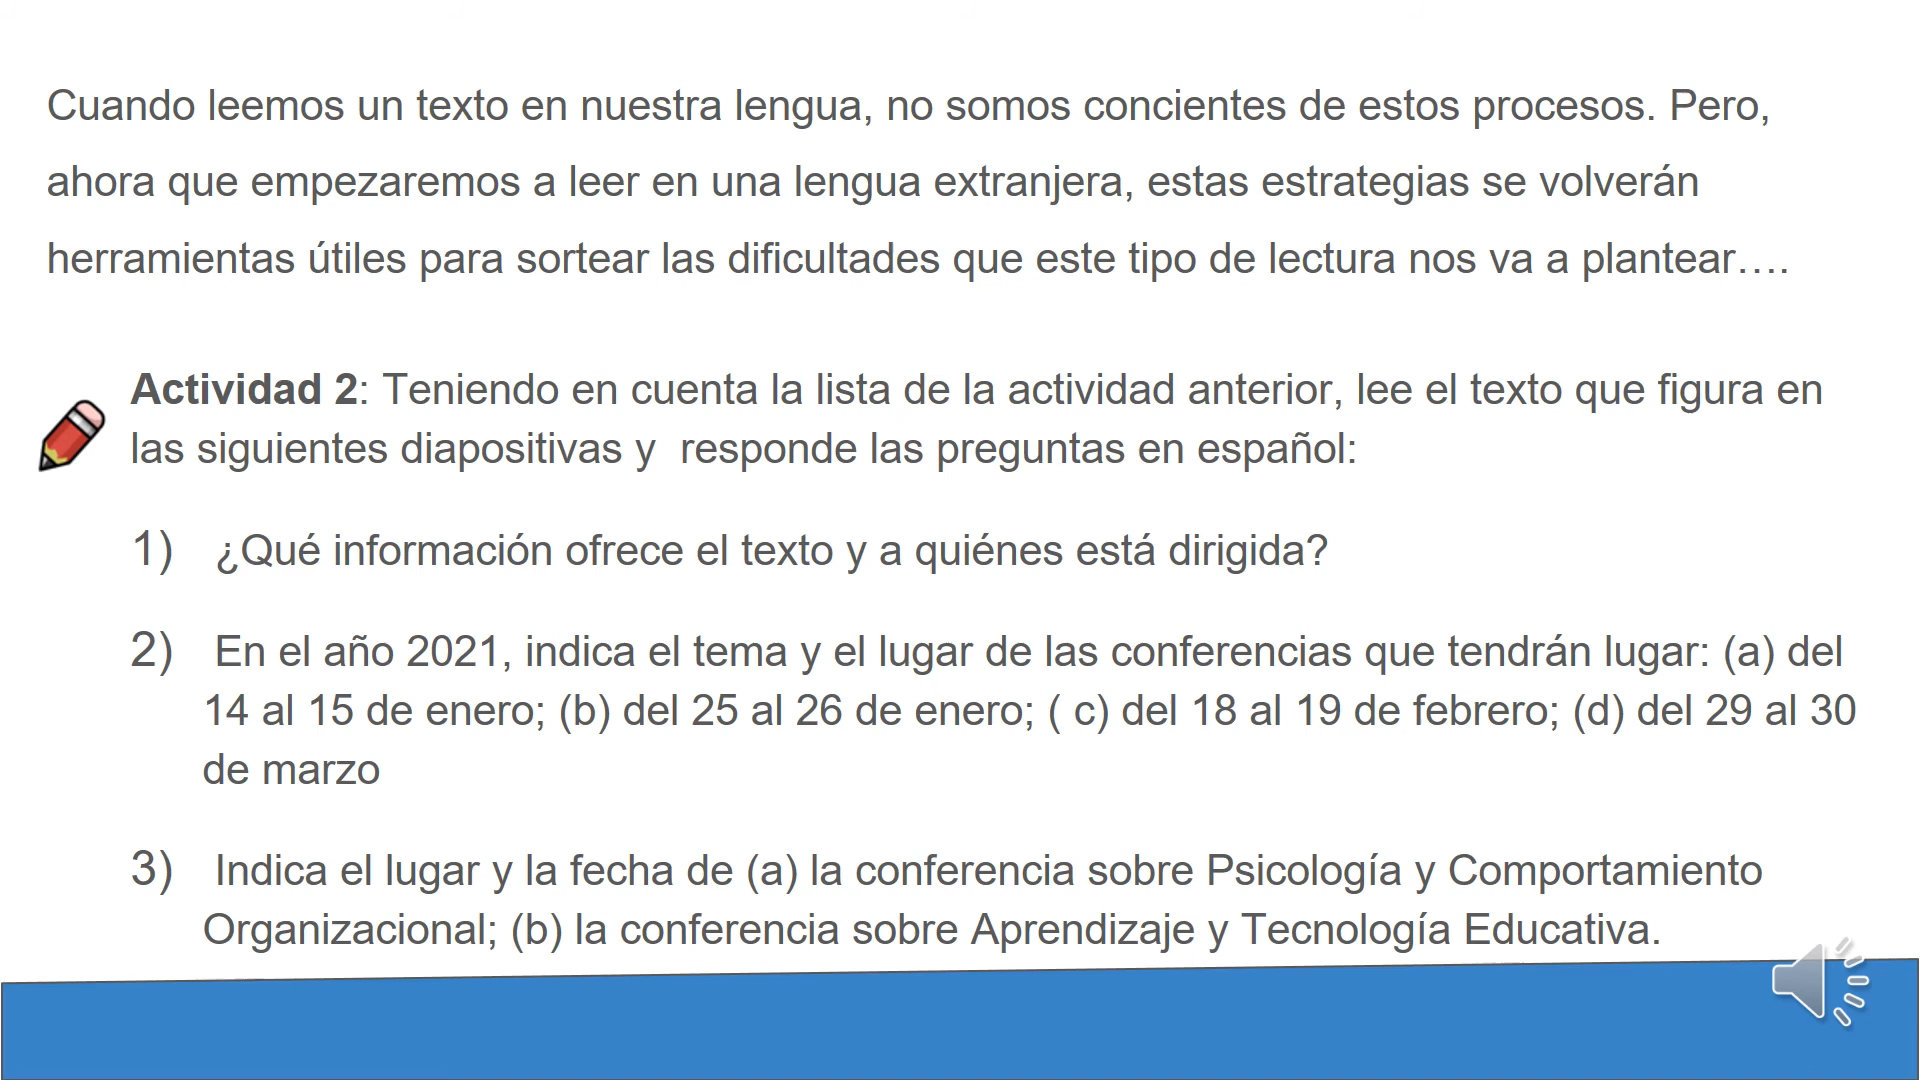 Cuando leemos un texto en nuestra lengua, no somos concientes de estos procesos. Pero,
ahora que empezaremos a leer en una lengua extranjera, estas estrategias se volverán
herramientas útiles para sortear las dificultades que este tipo de lectura nos va a plantear….
Actividad 2: Teniendo en cuenta la lista de la actividad anterior, lee el texto que figura en
las siguientes diapositivas y  responde las preguntas en español:
1) ¿Qué información ofrece el texto y a quiénes está dirigida?
2) En el año 2021, indica el tema y el lugar de las conferencias que tendrán lugar: (a) del
14 al 15 de enero; (b) del 25 al 26 de enero; ( c) del 18 al 19 de febrero; (d) del 29 al 30
de marzo
3) Indica el lugar y la fecha de (a) la conferencia sobre Psicología y Comportamiento
Organizacional; (b) la conferencia sobre Aprendizaje y Tecnología Educativa.